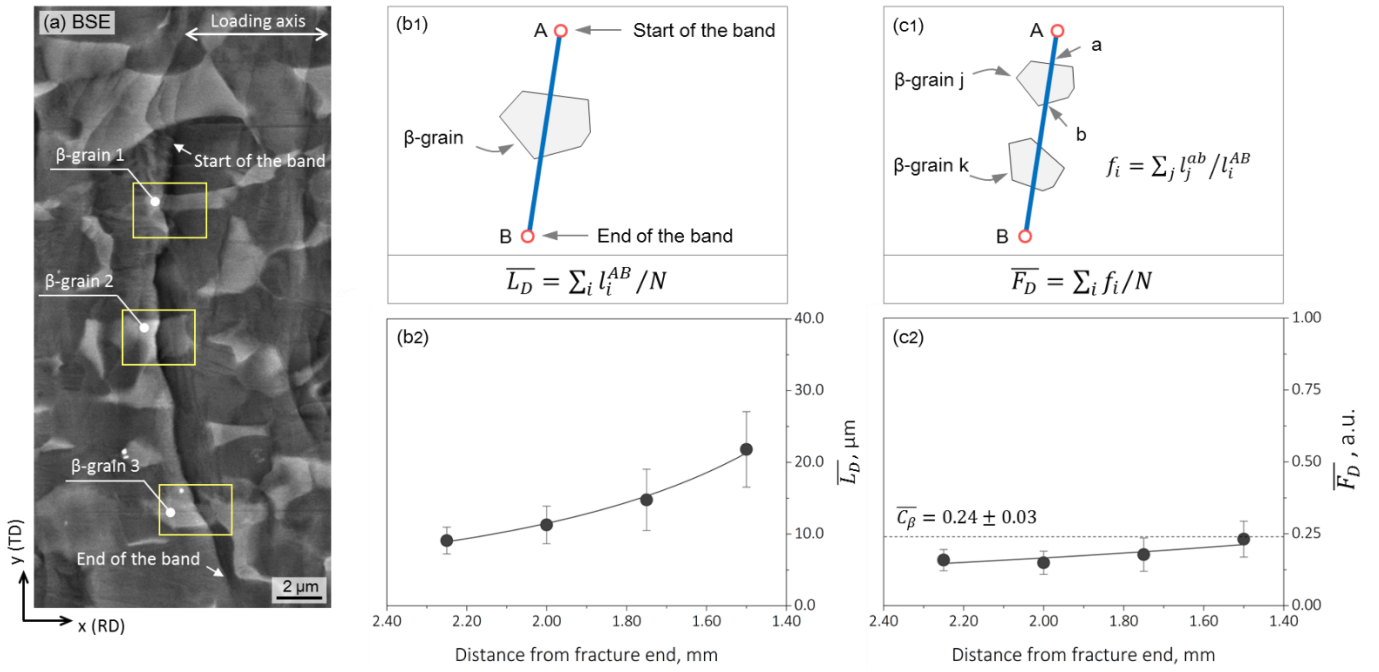 (a) BSE
Loading axis
Start of the band
β-grain 1
β-grain 2
β-grain 3
End of the band
2 µm
y (TD)
x (RD)
(b1)
A
Start of the band
β-grain
B
End of the band
$\overline{L_D} = \sum_i l_i^{AB}/N$
(b2)
40.0
30.0
20.0
10.0
0.0
$\overline{L_D}$, µm
2.40
2.20
2.00
1.80
1.60
1.40
Distance from fracture end, mm
(c1)
A
a
β-grain j
b
β-grain k
$f_i = \sum_j l_j^{ab}/l_i^{AB}$
B
$\overline{F_D} = \sum_i f_i/N$
(c2)
1.00
0.75
0.50
0.25
0.00
$\overline{F_D}$, a.u.
$\overline{C_β} = 0.24 ± 0.03$
2.40
2.20
2.00
1.80
1.60
1.40
Distance from fracture end, mm